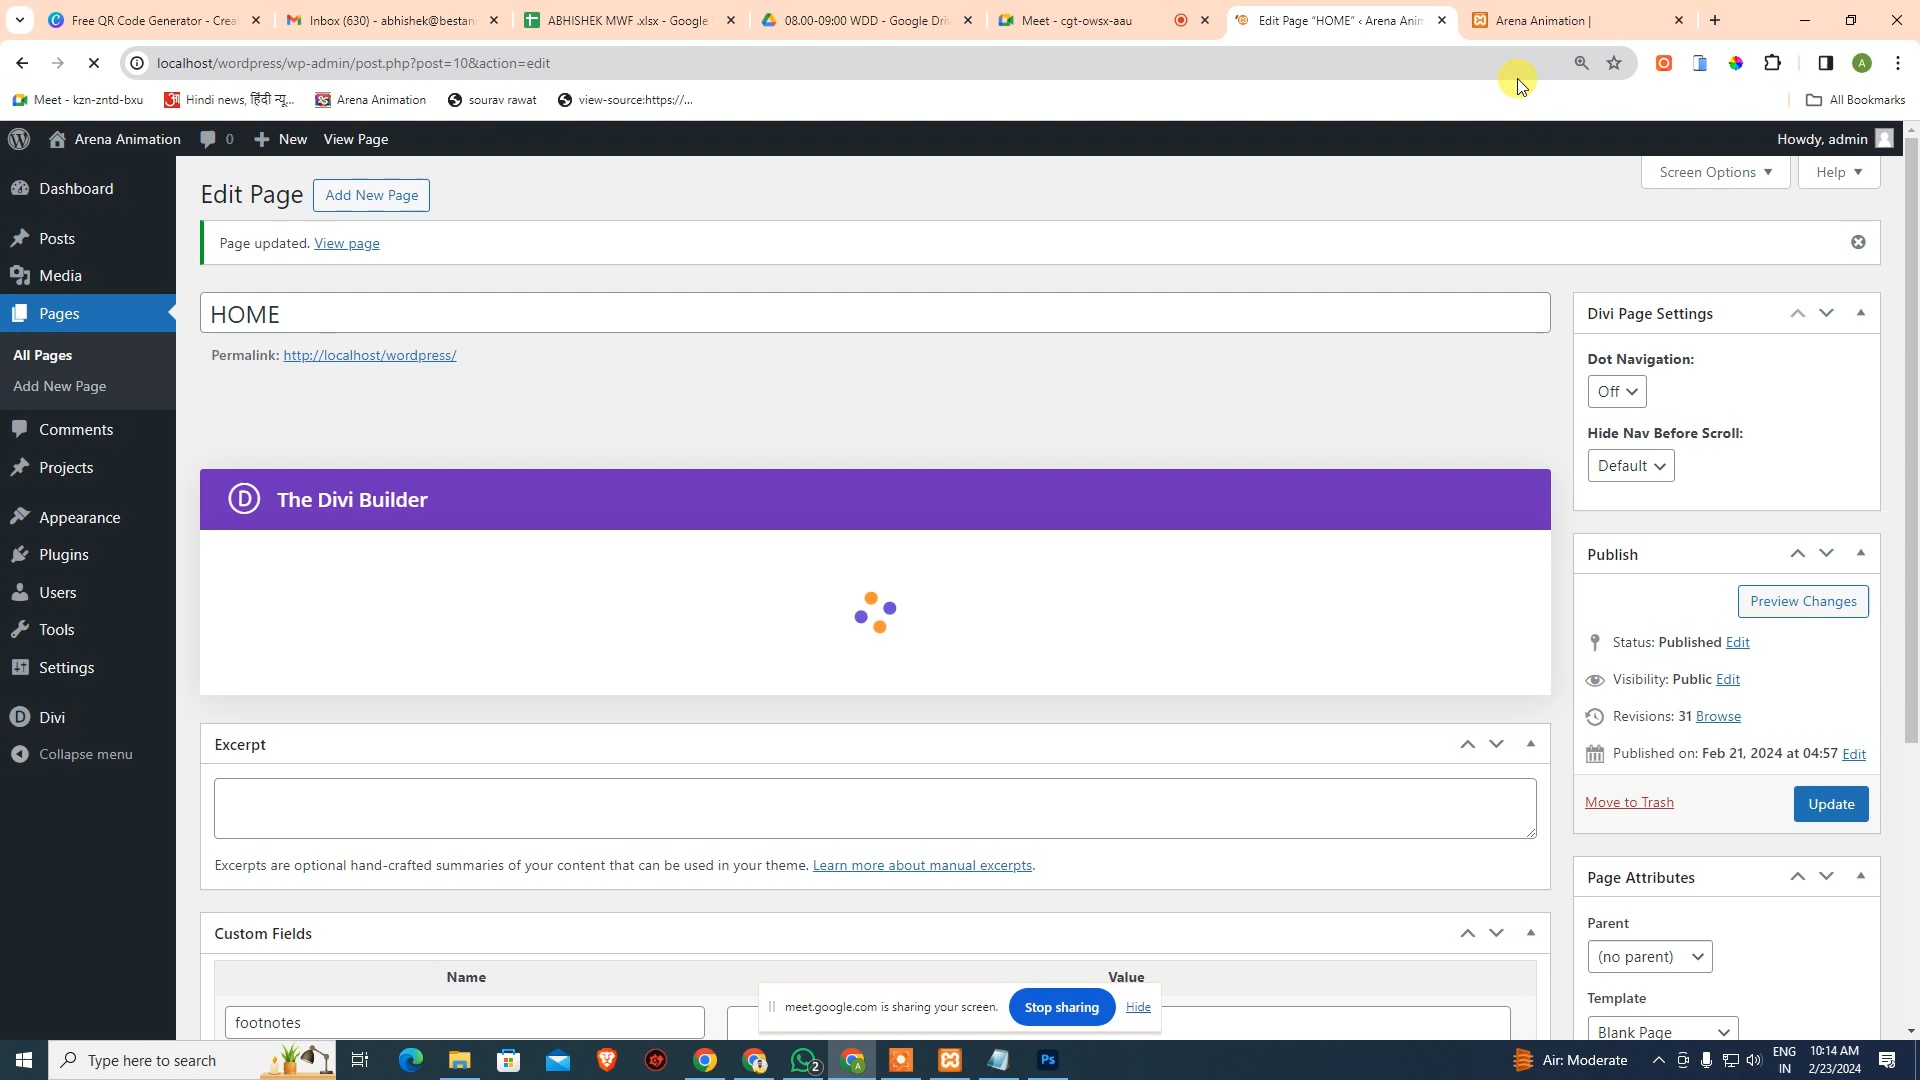 Free QR Code Generator - Crea
Inbox (630) - abhishek@bestani
ABHISHEK MWF .xlsx - Google S
08.00-09:00 WDD - Google Driv
Meet - cgt-owsx-aau
Edit Page “HOME” ‹ Arena Anim
Arena Animation |
localhost/wordpress/wp-admin/post.php?post=10&action=edit
A
Meet - kzn-zntd-bxu
Hindi news, हिंदी न्यू...
Arena Animation
sourav rawat
view-source:https://...
All Bookmarks
Arena Animation
0
New
View Page
Howdy, admin
Dashboard
Posts
Media
Pages
All Pages
Add New Page
Comments
Projects
Appearance
Plugins
Users
Tools
Settings
Divi
Collapse menu
Screen Options
Help
Edit Page
Add New Page
Page updated. View page
HOME
Permalink: http://localhost/wordpress/
D The Divi Builder
Excerpt
Excerpts are optional hand-crafted summaries of your content that can be used in your theme. Learn more about manual excerpts.
Custom Fields
Name
Value
footnotes
Divi Page Settings
Dot Navigation:
Off
Hide Nav Before Scroll:
Default
Publish
Preview Changes
Status: Published Edit
Visibility: Public Edit
Revisions: 31 Browse
Published on: Feb 21, 2024 at 04:57 Edit
Move to Trash
Update
Page Attributes
Parent
(no parent)
Template
Blank Page
meet.google.com is sharing your screen.
Stop sharing
Hide
Type here to search
2
Ps
Air: Moderate
ENG
IN
10:14 AM
2/23/2024